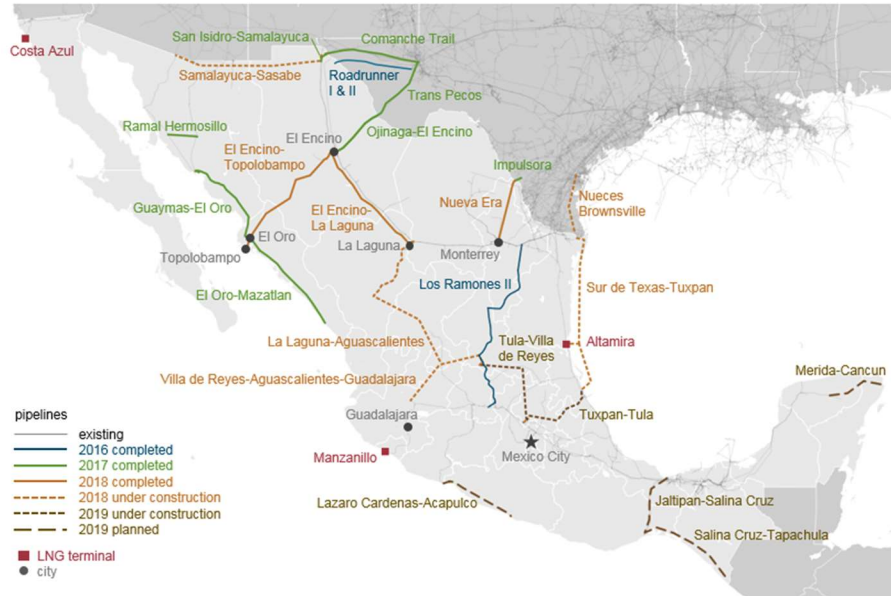 San Isidro-Samalayuca
Comanche Trail
Costa Azul
Samalayuca-Sasabe
Roadrunner
I & II
Trans Pecos
Ramal Hermosillo
El Encino
Ojinaga-El Encino
El Encino-
Topolobampo
Impulsora
Guaymas-El Oro
El Encino-
La Laguna
Nueva Era
Nueces
Brownsville
El Oro
Topolobampo
La Laguna
Monterrey
El Oro-Mazatlan
Los Ramones II
Sur de Texas-Tuxpan
La Laguna-Aguascalientes
Tula-Villa
de Reyes
Altamira
Villa de Reyes-Aguascalientes-Guadalajara
Merida-Cancun
Guadalajara
Tuxpan-Tula
Manzanillo
Mexico City
Lazaro Cardenas-Acapulco
Jaltipan-Salina Cruz
Salina Cruz-Tapachula
pipelines
existing
2016 completed
2017 completed
2018 completed
2018 under construction
2019 under construction
2019 planned
LNG terminal
city